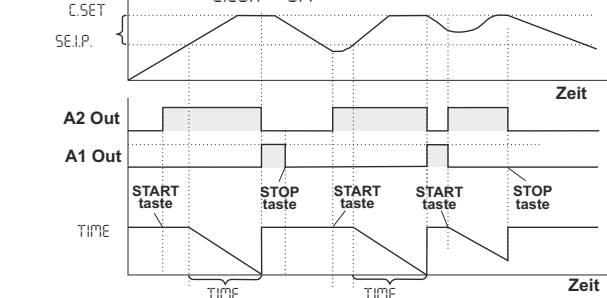 C.SET
SE.I.P.
Zeit
A2 Out
A1 Out
START taste
STOP taste
START taste
START taste
STOP taste
TIME
TIME
TIME
Zeit